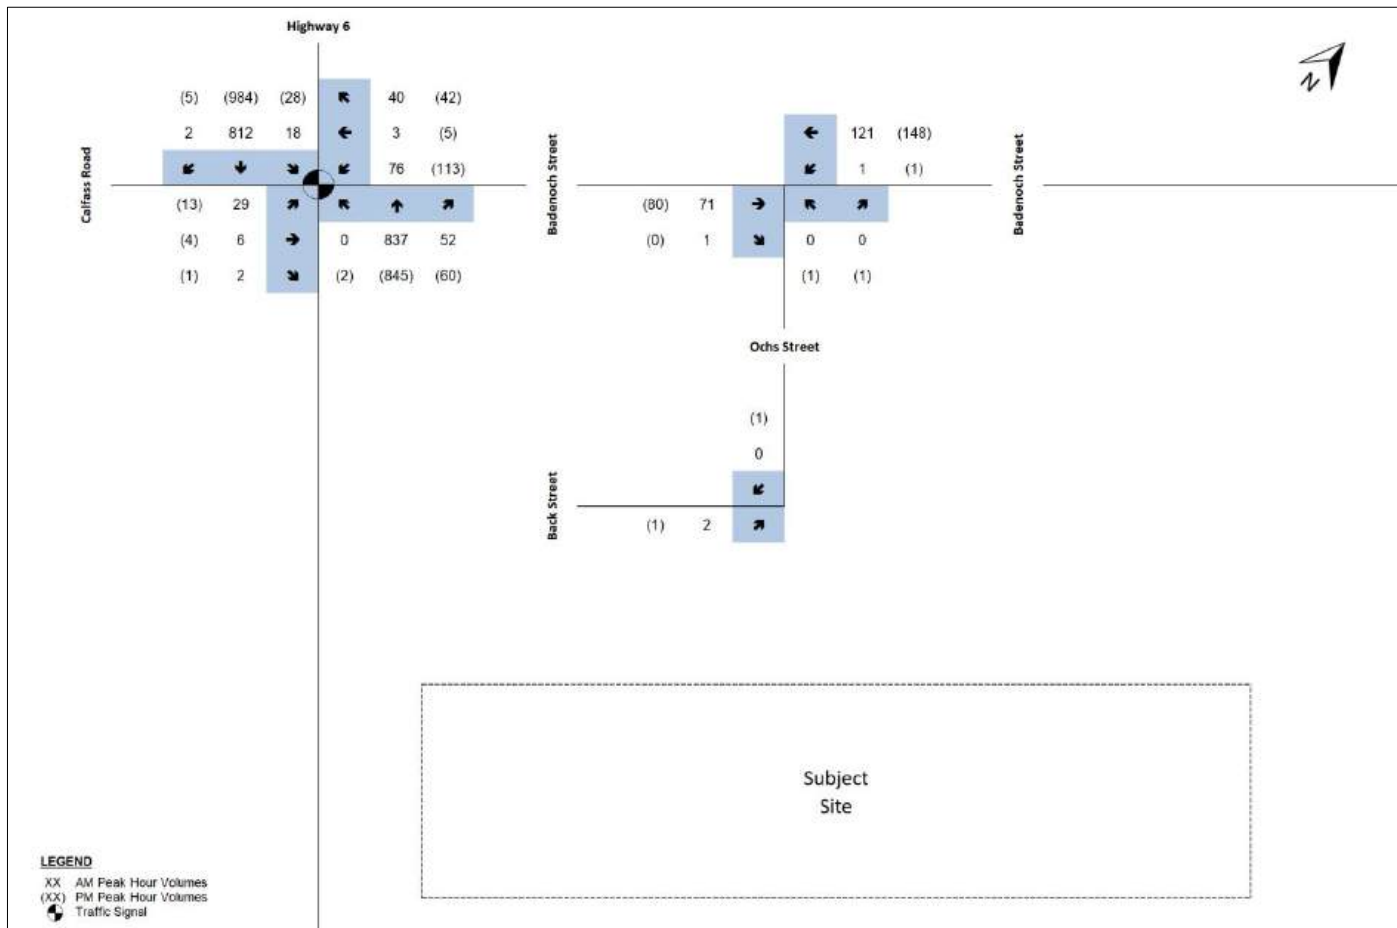 Highway 6
(5) (984) (28) 40 (42)
2 812 18 3 (5)
76 (113)
Calfass Road
(13) 29
(4) 6 0 837 52
(1) 2 (2) (845) (60)
Badenoch Street
121 (148)
1 (1)
(80) 71
(0) 1 0 0
(1) (1)
Badenoch Street
Ochs Street
(1)
0
Back Street
(1) 2
N
Subject
Site
LEGEND
XX AM Peak Hour Volumes
(XX) PM Peak Hour Volumes
Traffic Signal